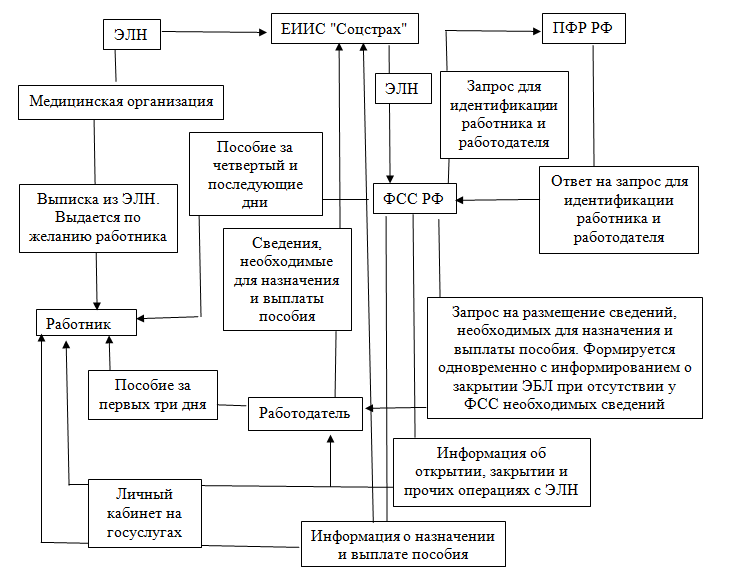 ЭЛН
ЕИИС "Соцстрах"
ПФР РФ
Медицинская организация
ЭЛН
Запрос для
идентификации
работника и
работодателя
Пособие за
четвертый и
последующие
дни
Выписка из ЭЛН.
Выдается по
желанию работника
ФСС РФ
Ответ на запрос для
идентификации
работника и
работодателя
Сведения,
необходимые
для назначения
и выплаты
пособия
Работник
Запрос на размещение сведений,
необходимых для назначения и
выплаты пособия. Формируется
одновременно с информированием о
закрытии ЭБЛ при отсутствии у
ФСС необходимых сведений
Пособие за
первых три дня
Работодатель
Информация об
открытии, закрытии и
прочих операциях с ЭЛН
Личный
кабинет на
госуслугах
Информация о назначении
и выплате пособия